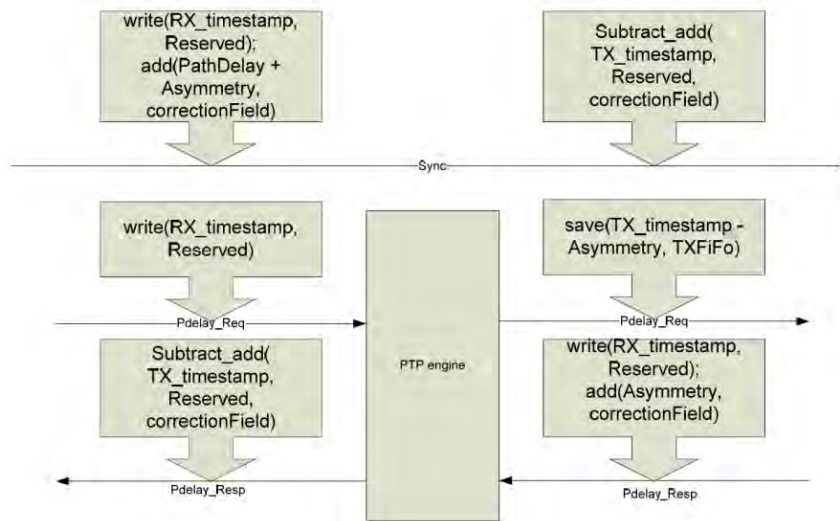 write(RX_timestamp,
Reserved);
add(PathDelay +
Asymmetry,
correctionField)
Subtract_add(
TX_timestamp,
Reserved,
correctionField)
Sync
write(RX_timestamp,
Reserved)
save(TX_timestamp -
Asymmetry, TXFiFo)
Pdelay_Req
Pdelay_Req
Subtract_add(
TX_timestamp,
Reserved,
correctionField)
PTP engine
write(RX_timestamp,
Reserved);
add(Asymmetry,
correctionField)
Pdelay_Resp
Pdelay_Resp